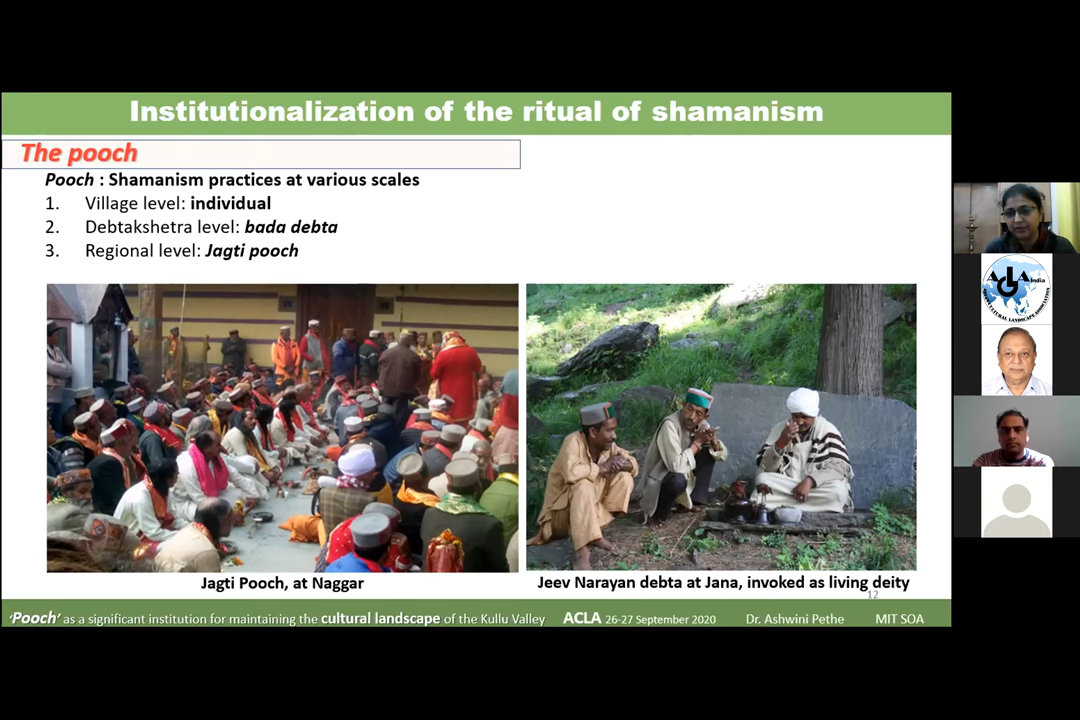 Institutionalization of the ritual of shamanism
The pooch
Pooch : Shamanism practices at various scales
1. Village level: individual
2. Debtakshetra level: bada debta
3. Regional level: Jagti pooch
Jagti Pooch, at Naggar
Jeev Narayan debta at Jana, invoked as living deity
12
'Pooch' as a significant institution for maintaining the cultural landscape of the Kullu Valley ACLA 26-27 September 2020 Dr. Ashwini Pethe MIT SOA
India